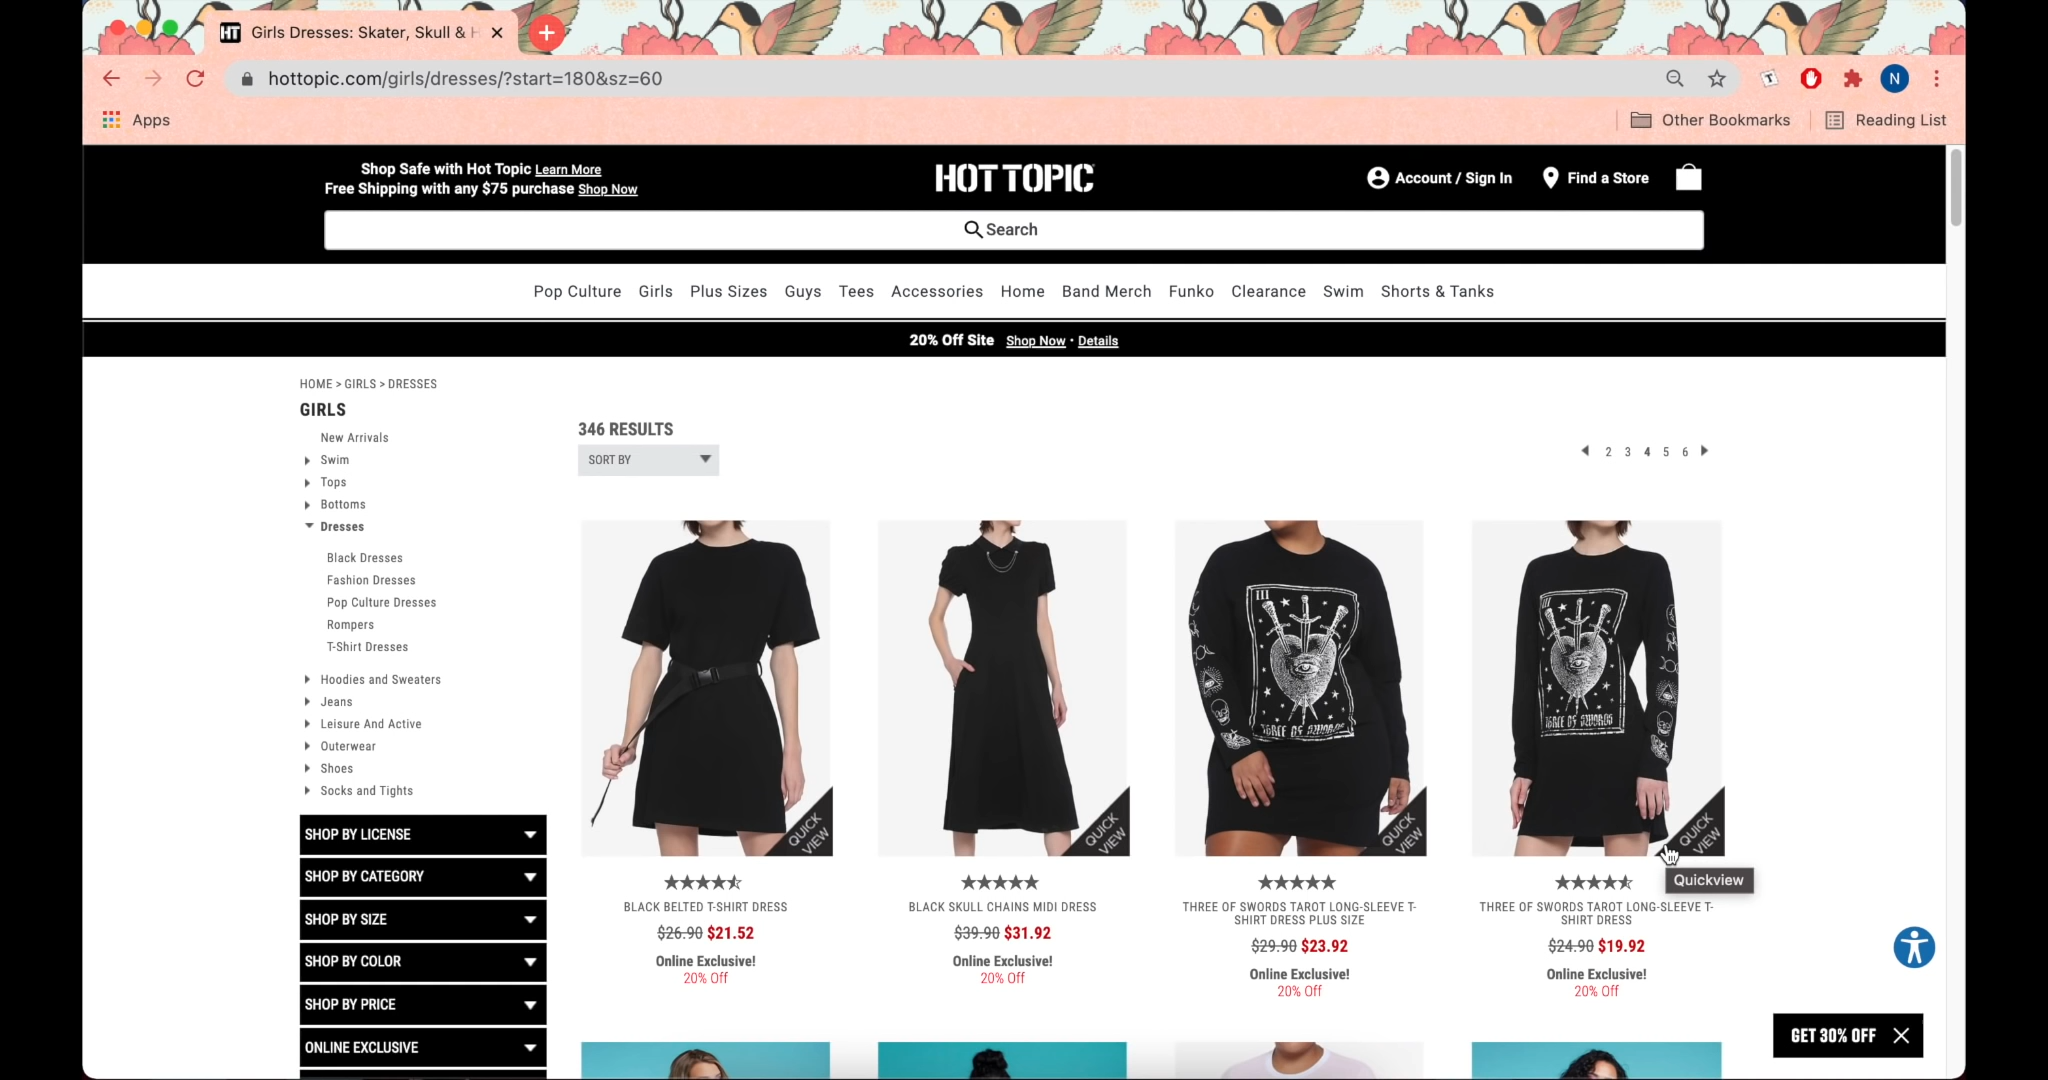 HT Girls Dresses: Skater, Skull & H
hottopic.com/girls/dresses/?start=180&sz=60
N
Apps
Other Bookmarks
Reading List
Shop Safe with Hot Topic Learn More
Free Shipping with any $75 purchase Shop Now
HOT TOPIC
Account / Sign In
Find a Store
Search
Pop Culture Girls Plus Sizes Guys Tees Accessories Home Band Merch Funko Clearance Swim Shorts & Tanks
20% Off Site Shop Now • Details
HOME > GIRLS > DRESSES
GIRLS
New Arrivals
Swim
Tops
Bottoms
Dresses
Black Dresses
Fashion Dresses
Pop Culture Dresses
Rompers
T-Shirt Dresses
Hoodies and Sweaters
Jeans
Leisure And Active
Outerwear
Shoes
Socks and Tights
SHOP BY LICENSE
SHOP BY CATEGORY
SHOP BY SIZE
SHOP BY COLOR
SHOP BY PRICE
ONLINE EXCLUSIVE
346 RESULTS
SORT BY
2 3 4 5 6
QUICK
VIEW
BLACK BELTED T-SHIRT DRESS
$26.90 $21.52
Online Exclusive!
20% Off
QUICK
VIEW
BLACK SKULL CHAINS MIDI DRESS
$39.90 $31.92
Online Exclusive!
20% Off
III
THREE OF SWORDS
QUICK
VIEW
THREE OF SWORDS TAROT LONG-SLEEVE T-
SHIRT DRESS PLUS SIZE
$29.90 $23.92
Online Exclusive!
20% Off
III
THREE OF SWORDS
QUICK
VIEW
Quickview
THREE OF SWORDS TAROT LONG-SLEEVE T-
SHIRT DRESS
$24.90 $19.92
Online Exclusive!
20% Off
GET 30% OFF